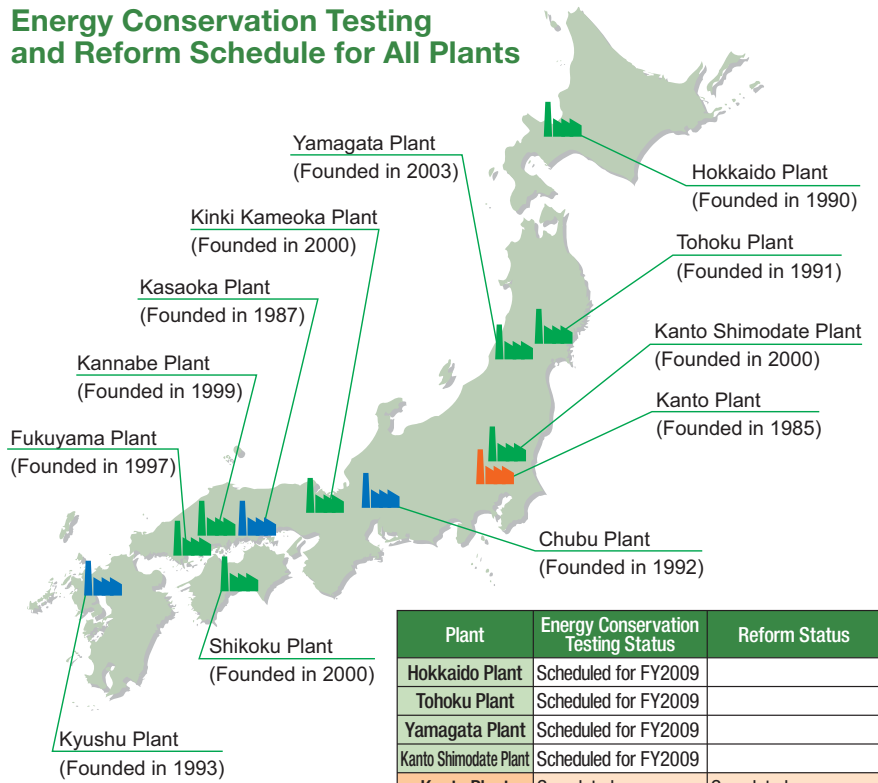 Energy Conservation Testing
and Reform Schedule for All Plants
Yamagata Plant
(Founded in 2003)
Hokkaido Plant
(Founded in 1990)
Kinki Kameoka Plant
(Founded in 2000)
Tohoku Plant
(Founded in 1991)
Kasaoka Plant
(Founded in 1987)
Kanto Shimodate Plant
(Founded in 2000)
Kannabe Plant
(Founded in 1999)
Kanto Plant
(Founded in 1985)
Fukuyama Plant
(Founded in 1997)
Chubu Plant
(Founded in 1992)
Shikoku Plant
(Founded in 2000)
Kyushu Plant
(Founded in 1993)
Plant Energy Conservation Testing Status Reform Status
Hokkaido Plant Scheduled for FY2009
Tohoku Plant Scheduled for FY2009
Yamagata Plant Scheduled for FY2009
Kanto Shimodate Plant Scheduled for FY2009